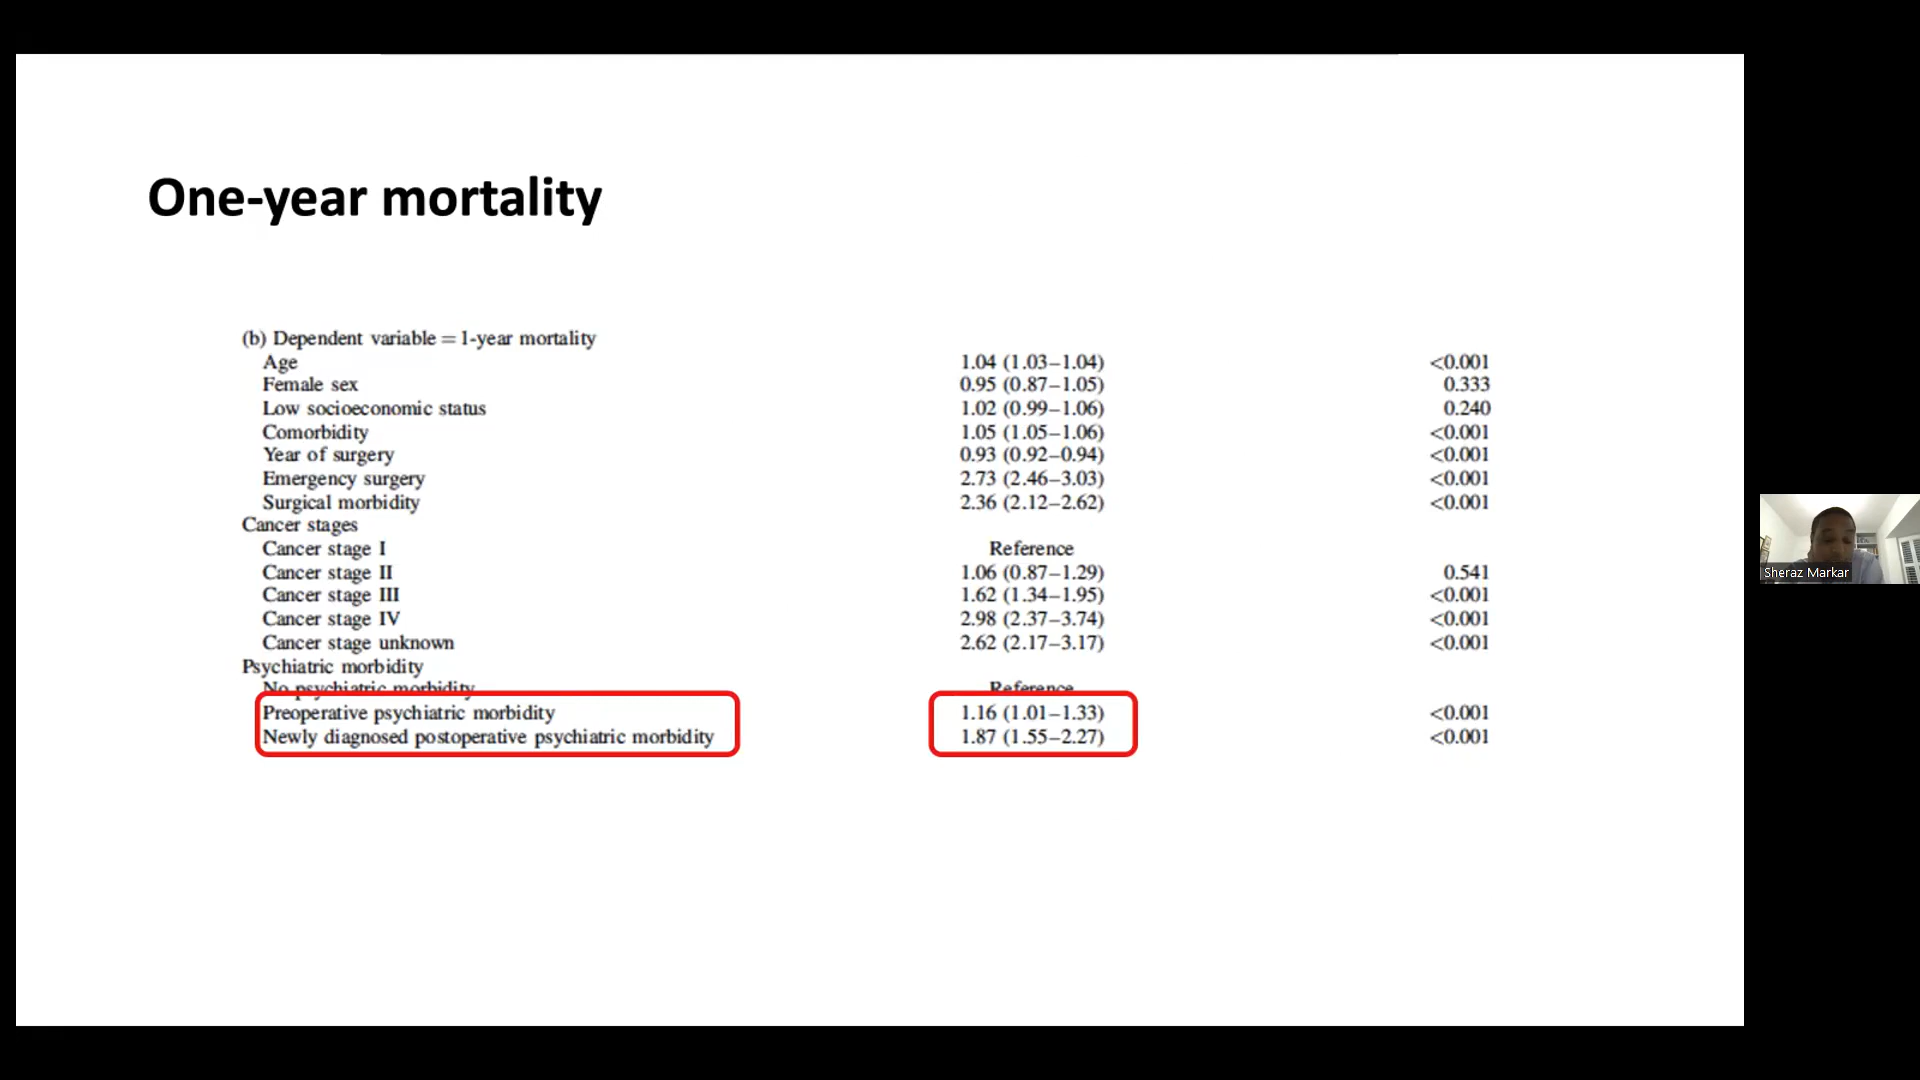 One-year mortality
(b) Dependent variable = 1-year mortality
Age 1.04 (1.03–1.04) <0.001
Female sex 0.95 (0.87–1.05) 0.333
Low socioeconomic status 1.02 (0.99–1.06) 0.240
Comorbidity 1.05 (1.05–1.06) <0.001
Year of surgery 0.93 (0.92–0.94) <0.001
Emergency surgery 2.73 (2.46–3.03) <0.001
Surgical morbidity 2.36 (2.12–2.62) <0.001
Cancer stages
Cancer stage I Reference
Cancer stage II 1.06 (0.87–1.29) 0.541
Cancer stage III 1.62 (1.34–1.95) <0.001
Cancer stage IV 2.98 (2.37–3.74) <0.001
Cancer stage unknown 2.62 (2.17–3.17) <0.001
Psychiatric morbidity
No psychiatric morbidity Reference
Preoperative psychiatric morbidity 1.16 (1.01–1.33) <0.001
Newly diagnosed postoperative psychiatric morbidity 1.87 (1.55–2.27) <0.001
Sheraz Markar